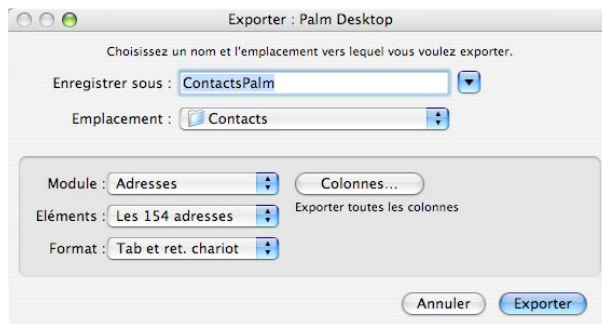 Exporter : Palm Desktop
Choisissez un nom et l'emplacement vers lequel vous voulez exporter.
Enregistrer sous : ContactsPalm
Emplacement : Contacts
Module : Adresses Colonnes...
Eléments : Les 154 adresses Exporter toutes les colonnes
Format : Tab et ret. chariot
Annuler Exporter